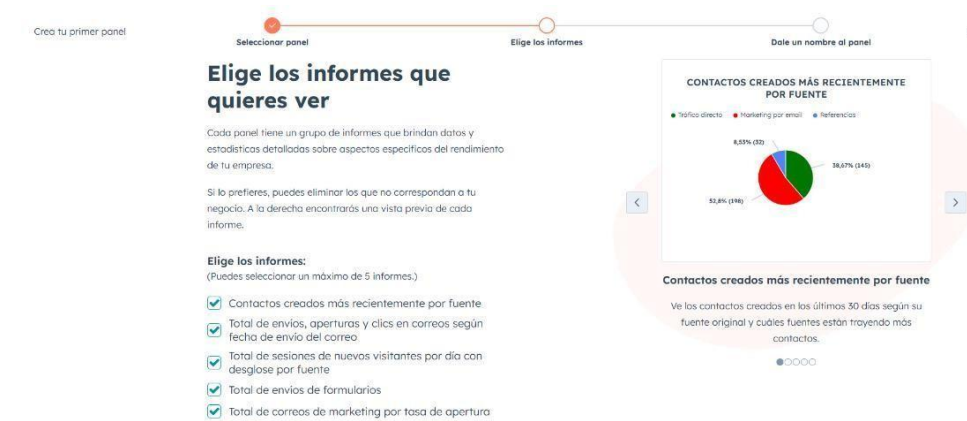 Crea tu primer panel
Seleccionar panel
Elige los informes
Dale un nombre al panel
Elige los informes que
quieres ver
Cada panel tiene un grupo de informes que brindan datos y
estadísticas detalladas sobre aspectos específicos del rendimiento
de tu empresa.
Si lo prefieres, puedes eliminar los que no correspondan a tu
negocio. A la derecha encontrarás una vista previa de cada
informe.
Elige los informes:
(Puedes seleccionar un máximo de 5 informes.)
Contactos creados más recientemente por fuente
Total de envíos, aperturas y clics en correos según
fecha de envío del correo
Total de sesiones de nuevos visitantes por día con
desglose por fuente
Total de envíos de formularios
Total de correos de marketing por tasa de apertura
CONTACTOS CREADOS MÁS RECIENTEMENTE
POR FUENTE
Tráfico directo Marketing por email Referencias
8,53% (32)
38,67% (145)
52,8% (198)
Contactos creados más recientemente por fuente
Ve los contactos creados en los últimos 30 días según su
fuente original y cuáles fuentes están trayendo más
contactos.